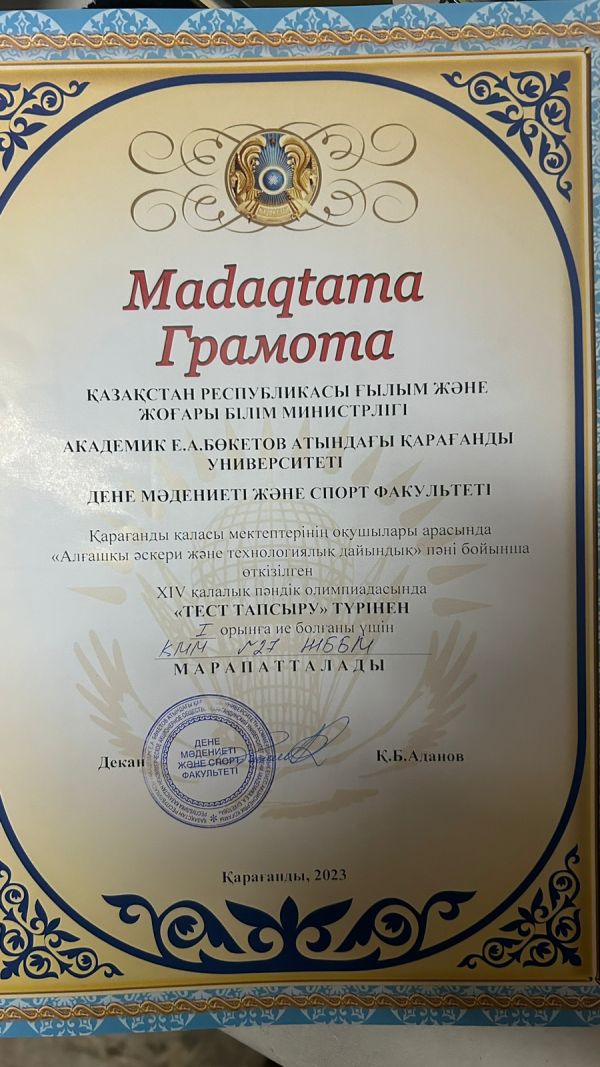 Madaqtama
Грамота
ҚАЗАҚСТАН РЕСПУБЛИКАСЫ ҒЫЛЫМ ЖӘНЕ
ЖОҒАРЫ БІЛІМ МИНИСТРЛІГІ
АКАДЕМИК Е.А.БӨКЕТОВ АТЫНДАҒЫ ҚАРАҒАНДЫ
УНИВЕРСИТЕТІ
ДЕНЕ МӘДЕНИЕТІ ЖӘНЕ СПОРТ ФАКУЛЬТЕТІ
Қарағанды қаласы мектептерінің оқушылары арасында
«Алғашқы әскери және технологиялық дайындық» пәні бойынша
өткізілген
XIV қалалық пәндік олимпиадасында
«ТЕСТ ТАПСЫРУ» ТҮРІНЕН
I орынға ие болғаны үшін
КММ №27 ЖББМ
МАРАПАТТАЛАДЫ
ДЕНЕ
МӘДЕНИЕТІ
ЖӘНЕ СПОРТ
ФАКУЛЬТЕТІ
Декан Қ.Б.Аданов
Қарағанды, 2023